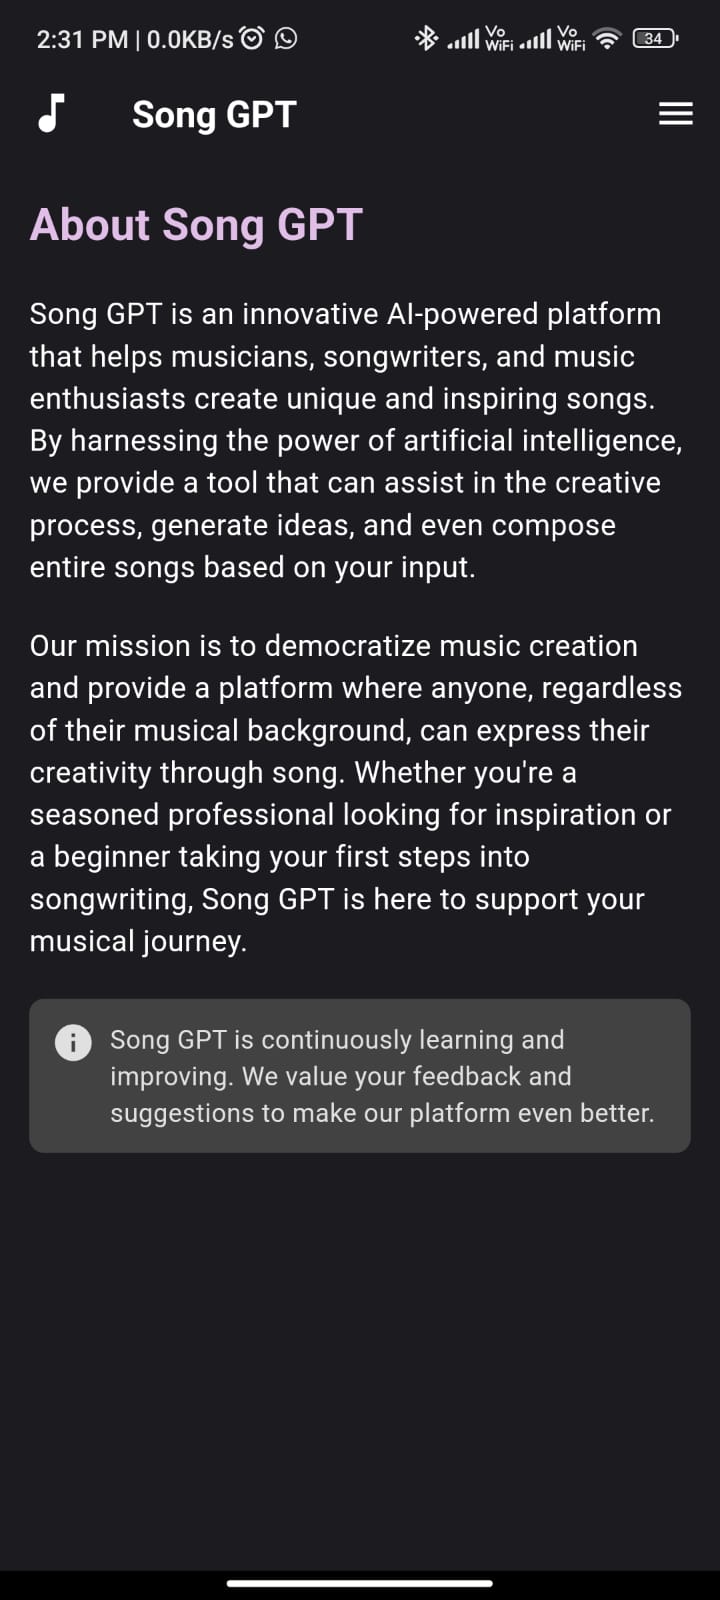 2:31 PM | 0.0KB/s Vo WiFi Vo WiFi 34
Song GPT
About Song GPT
Song GPT is an innovative AI-powered platform
that helps musicians, songwriters, and music
enthusiasts create unique and inspiring songs.
By harnessing the power of artificial intelligence,
we provide a tool that can assist in the creative
process, generate ideas, and even compose
entire songs based on your input.
Our mission is to democratize music creation
and provide a platform where anyone, regardless
of their musical background, can express their
creativity through song. Whether you're a
seasoned professional looking for inspiration or
a beginner taking your first steps into
songwriting, Song GPT is here to support your
musical journey.
Song GPT is continuously learning and
improving. We value your feedback and
suggestions to make our platform even better.